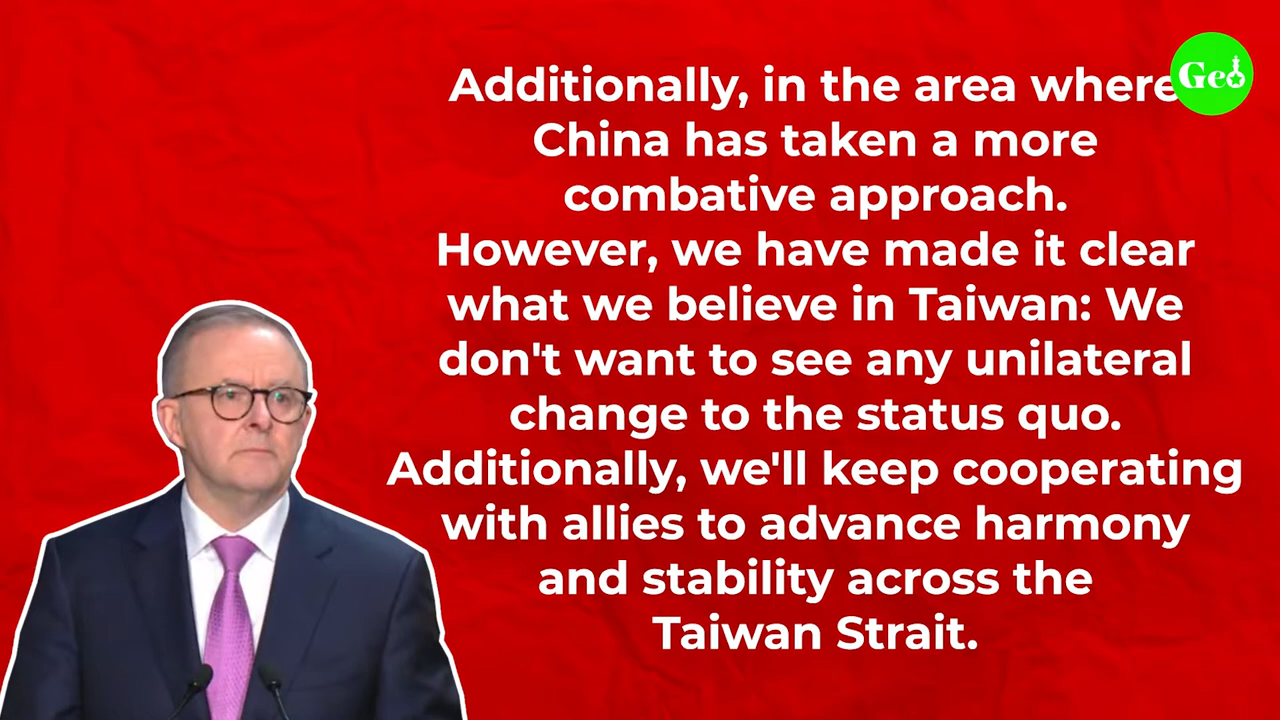 Additionally, in the area where
China has taken a more
combative approach.
However, we have made it clear
what we believe in Taiwan: We
don't want to see any unilateral
change to the status quo.
Additionally, we'll keep cooperating
with allies to advance harmony
and stability across the
Taiwan Strait.
Geo